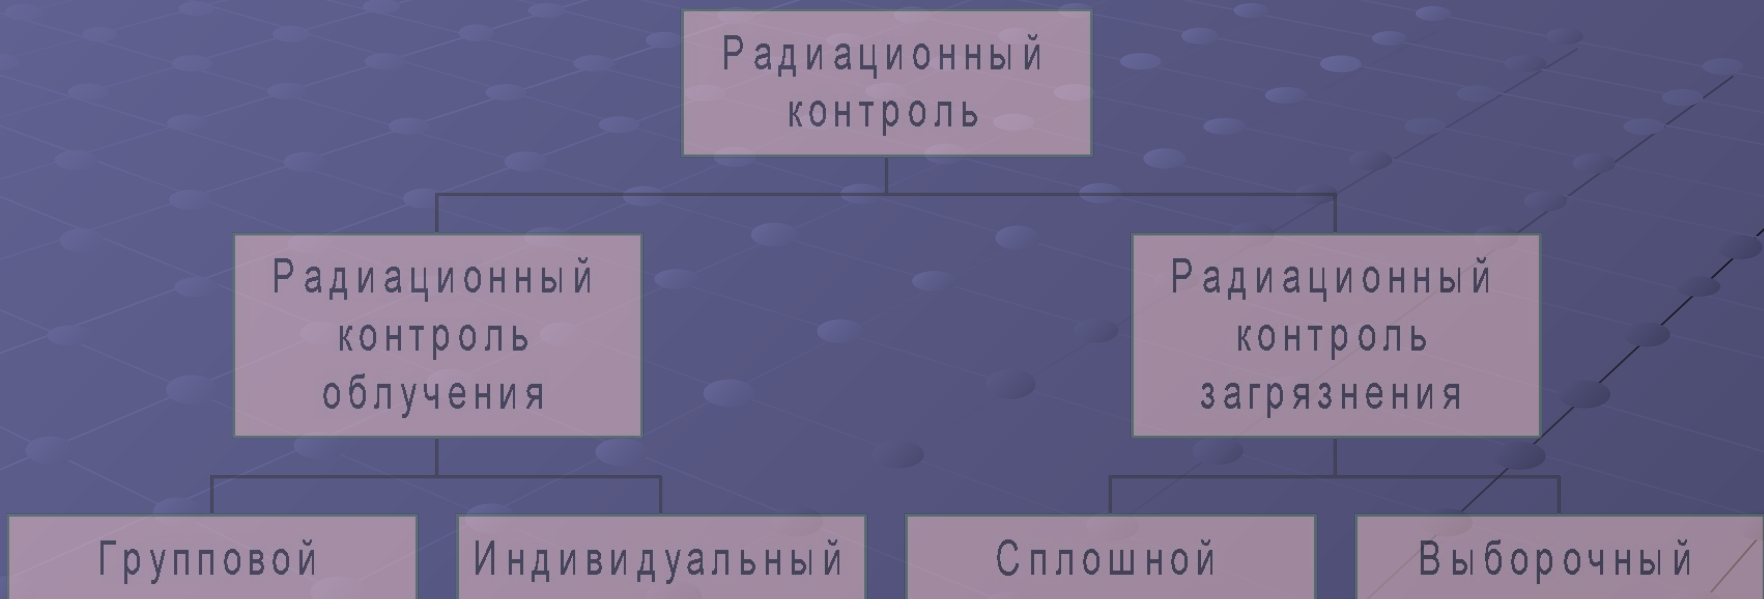 Радиационный
контроль
Радиационный
контроль
облучения
Радиационный
контроль
загрязнения
Групповой
Индивидуальный
Сплошной
Выборочный